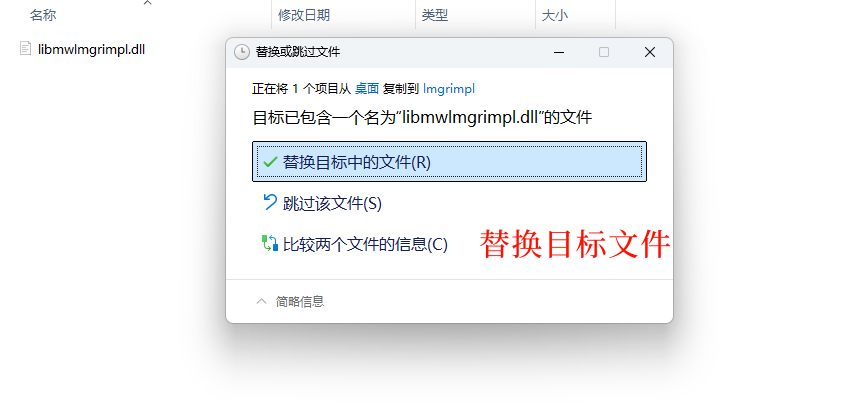 名称 修改日期 类型 大小
libmwlmgrimpl.dll
替换或跳过文件
正在将 1 个项目从 桌面 复制到 lmgrimpl
目标已包含一个名为“libmwlmgrimpl.dll”的文件
替换目标中的文件(R)
跳过该文件(S)
比较两个文件的信息(C)
替换目标文件
简略信息